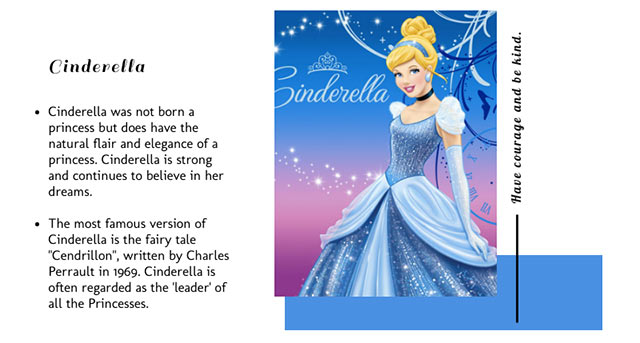 Cinderella
• Cinderella was not born a
princess but does have the
natural flair and elegance of a
princess. Cinderella is strong
and continues to believe in her
dreams.
• The most famous version of
Cinderella is the fairy tale
"Cendrillon", written by Charles
Perrault in 1969. Cinderella is
often regarded as the 'leader' of
all the Princesses.
Cinderella
Have courage and be kind.